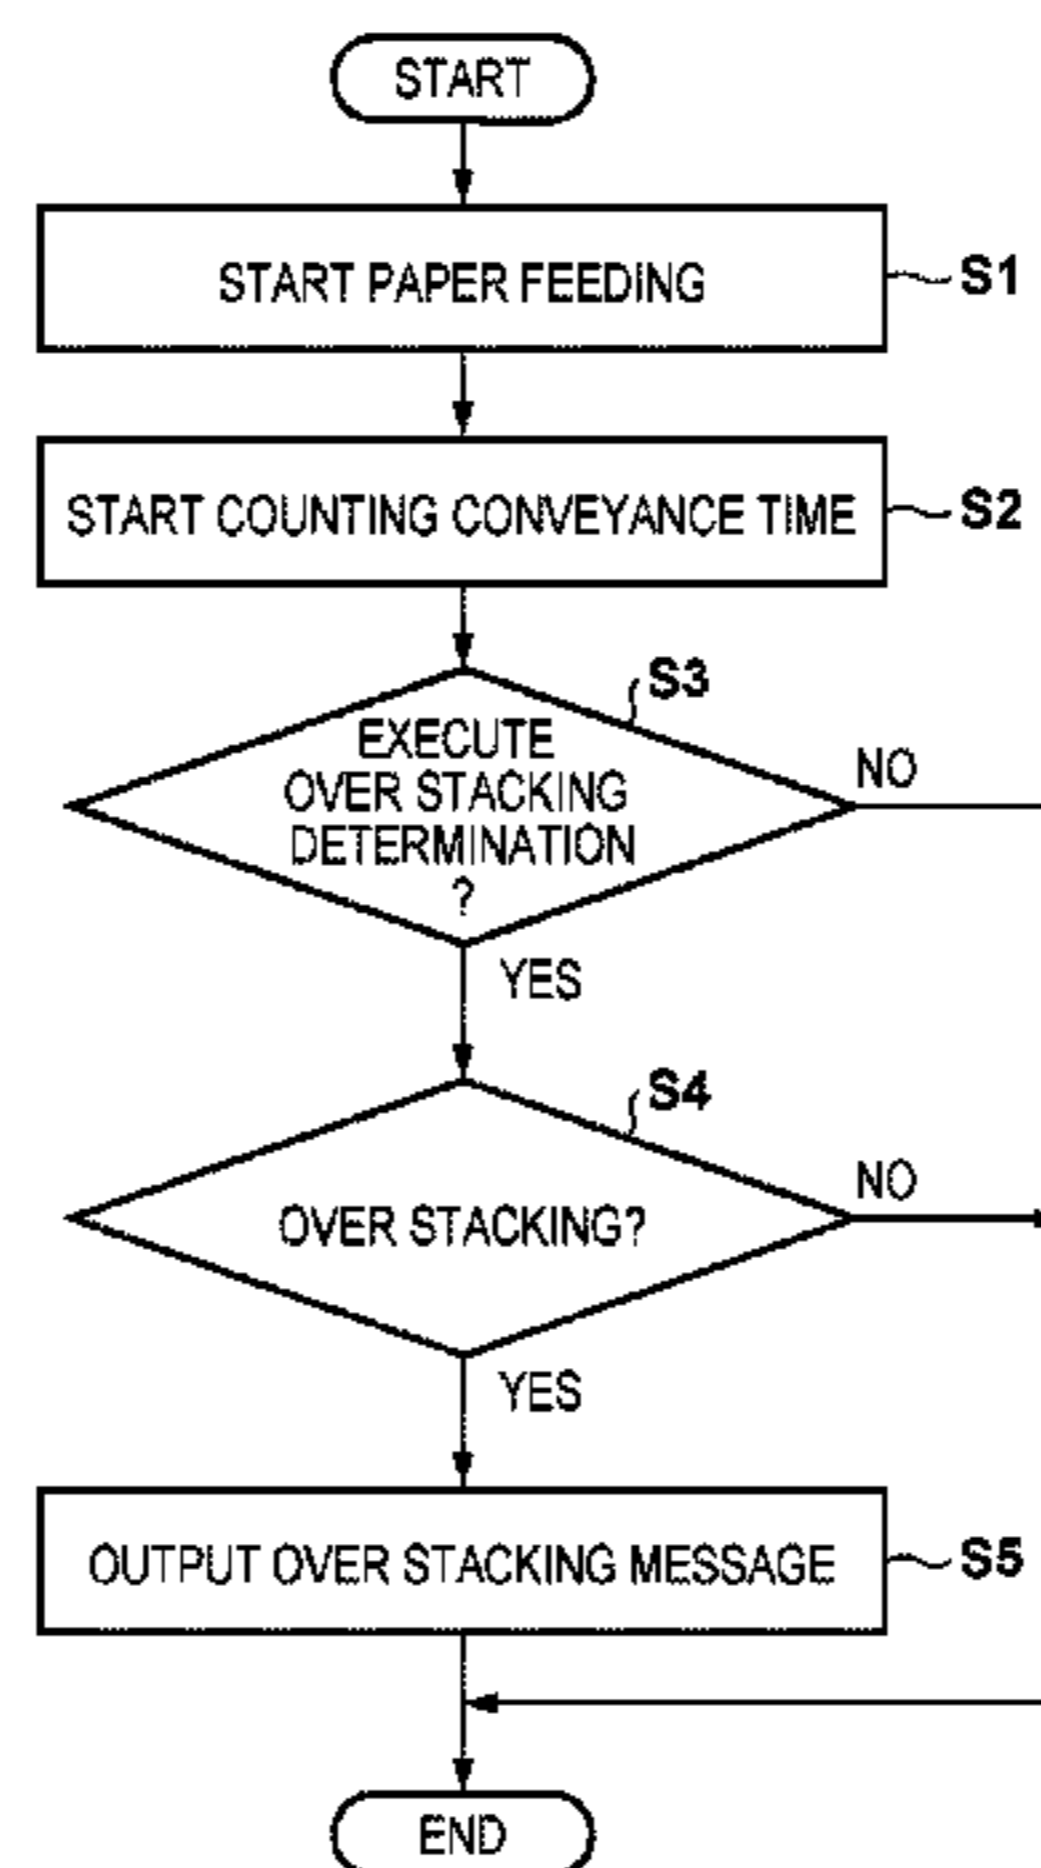 START
START PAPER FEEDING
S1
START COUNTING CONVEYANCE TIME
S2
S3
EXECUTE
OVER STACKING
DETERMINATION
?
NO
YES
S4
OVER STACKING?
NO
YES
OUTPUT OVER STACKING MESSAGE
S5
END